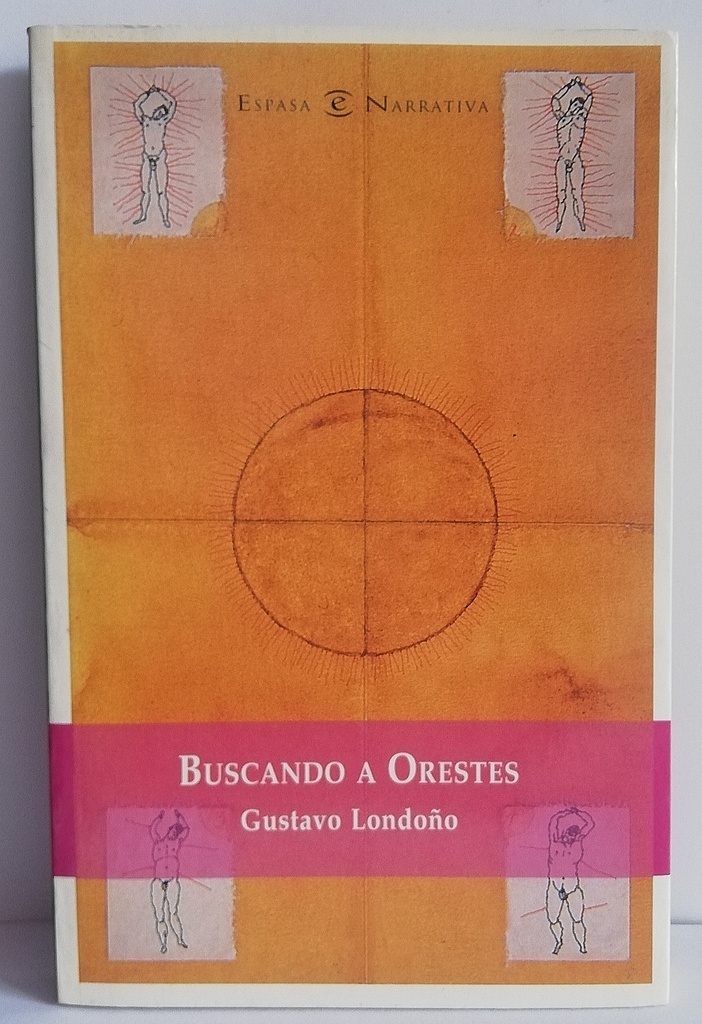 ESPASA e NARRATIVA
BUSCANDO A ORESTES
Gustavo Londoño